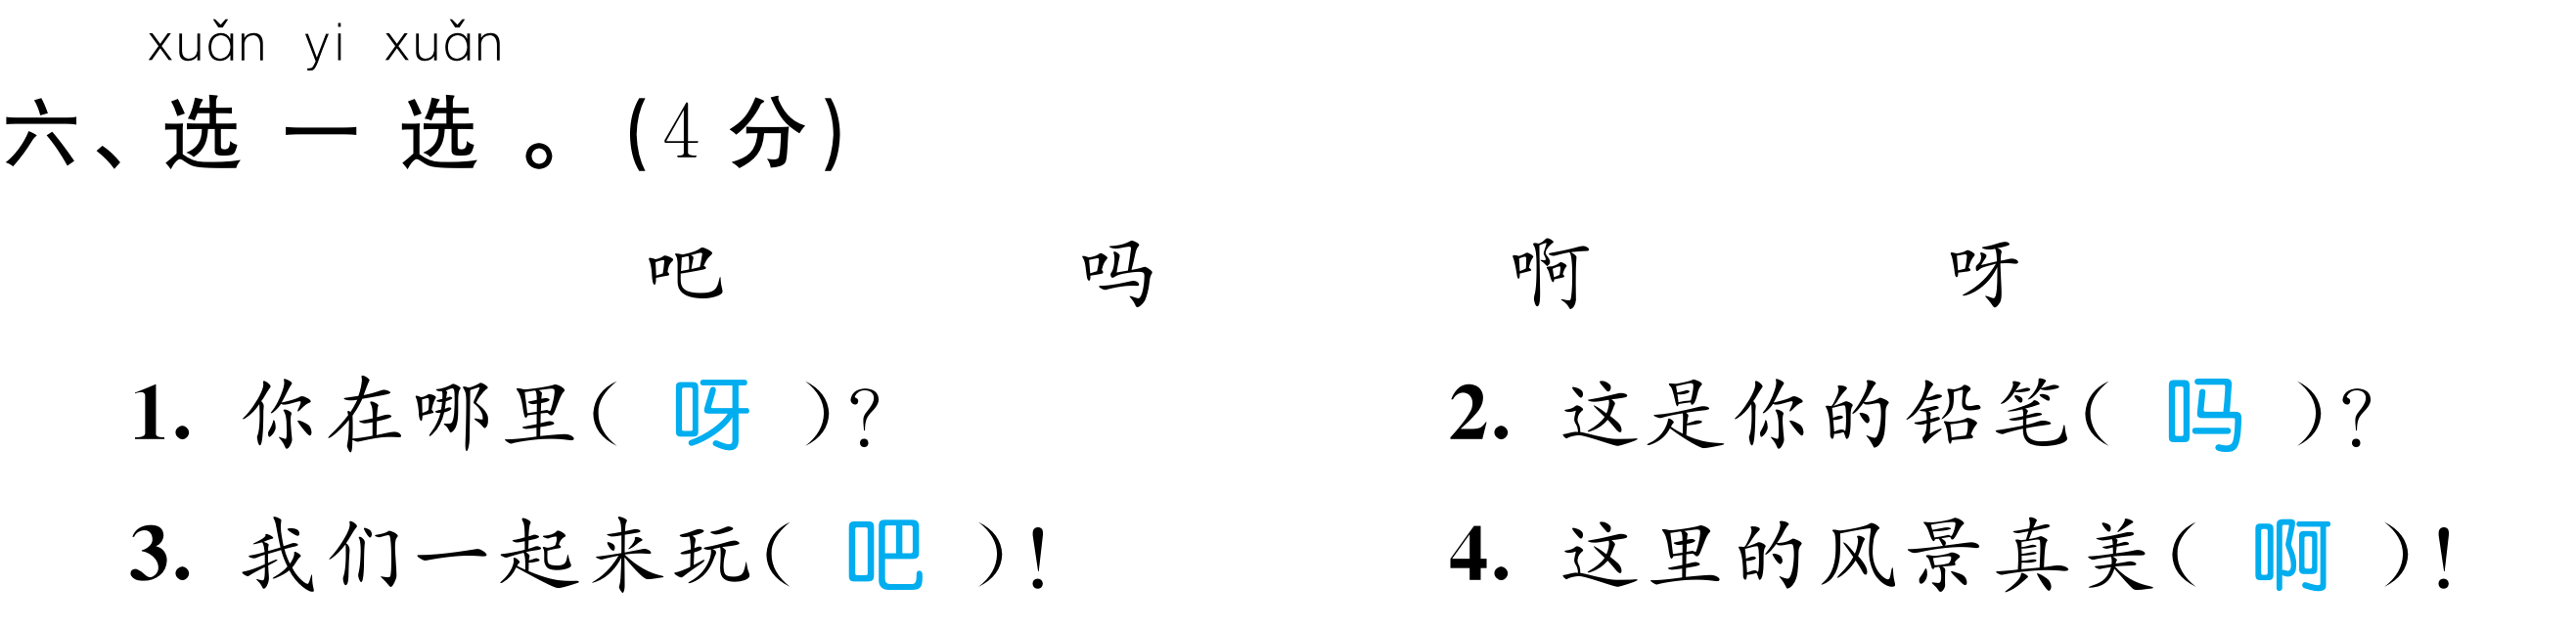 xuǎn yi xuǎn
六、选一选。(4分)
吧 吗 啊 呀
1. 你在哪里( 呀 )? 2. 这是你的铅笔( 吗 )?
3. 我们一起来玩( 吧 )! 4. 这里的风景真美( 啊 )!